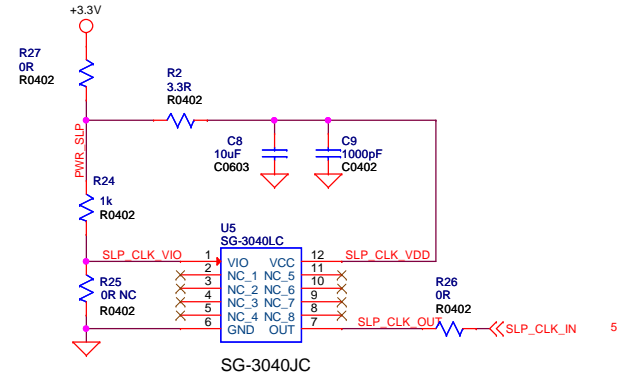 +3.3V
R27
0R
R0402
R2
3.3R
R0402
PWR_SLP
C8
10uF
C0603
C9
1000pF
C0402
R24
1k
R0402
U5
SG-3040LC
SLP_CLK_VIO
1
VIO
VCC
12
SLP_CLK_VDD
2
NC_1
NC_5
11
3
NC_2
NC_6
10
4
NC_3
NC_7
9
5
NC_4
NC_8
8
6
GND
OUT
7
R25
0R NC
R0402
R26
0R
R0402
SLP_CLK_OUT
SLP_CLK_IN
5
SG-3040JC